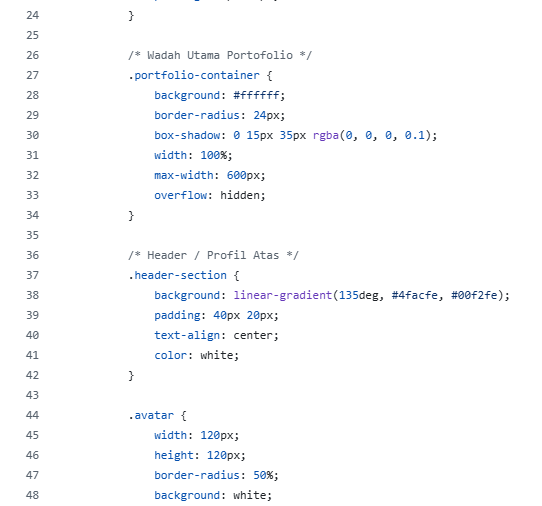 24 }
25
26 /* Wadah Utama Portofolio */
27 .portfolio-container {
28 background: #ffffff;
29 border-radius: 24px;
30 box-shadow: 0 15px 35px rgba(0, 0, 0, 0.1);
31 width: 100%;
32 max-width: 600px;
33 overflow: hidden;
34 }
35
36 /* Header / Profil Atas */
37 .header-section {
38 background: linear-gradient(135deg, #4facfe, #00f2fe);
39 padding: 40px 20px;
40 text-align: center;
41 color: white;
42 }
43
44 .avatar {
45 width: 120px;
46 height: 120px;
47 border-radius: 50%;
48 background: white;